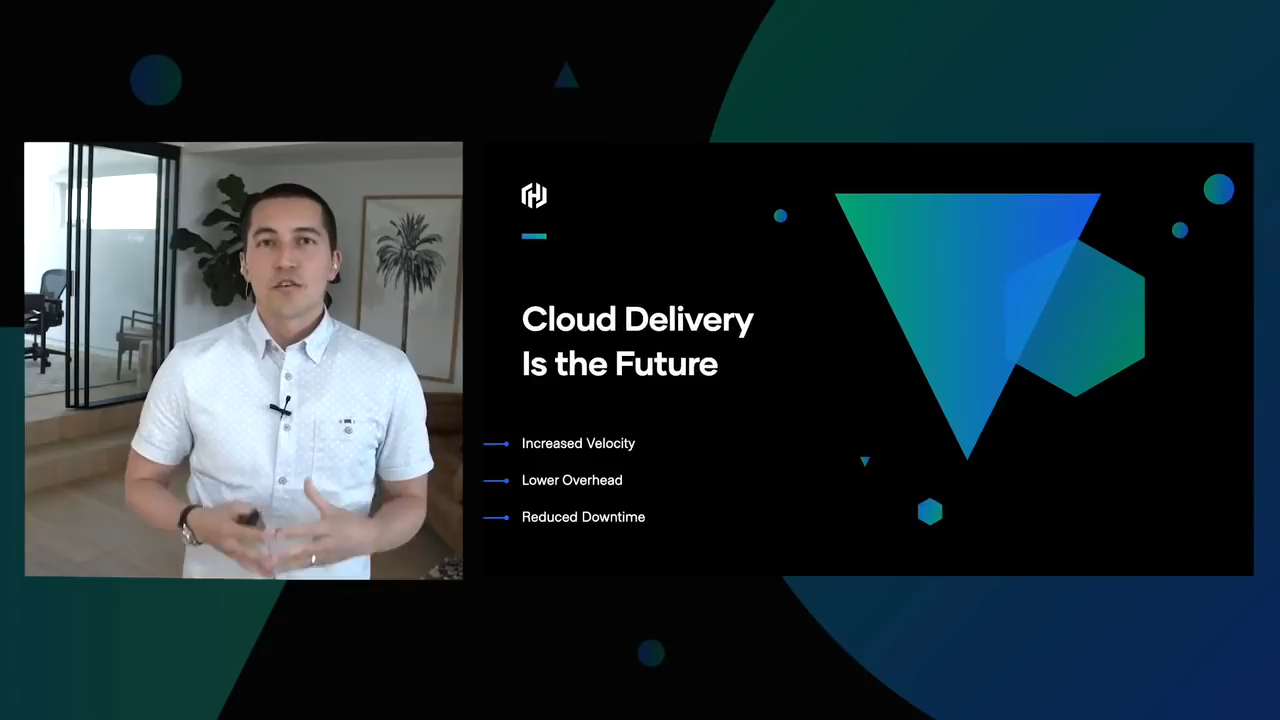 Cloud Delivery
Is the Future
Increased Velocity
Lower Overhead
Reduced Downtime